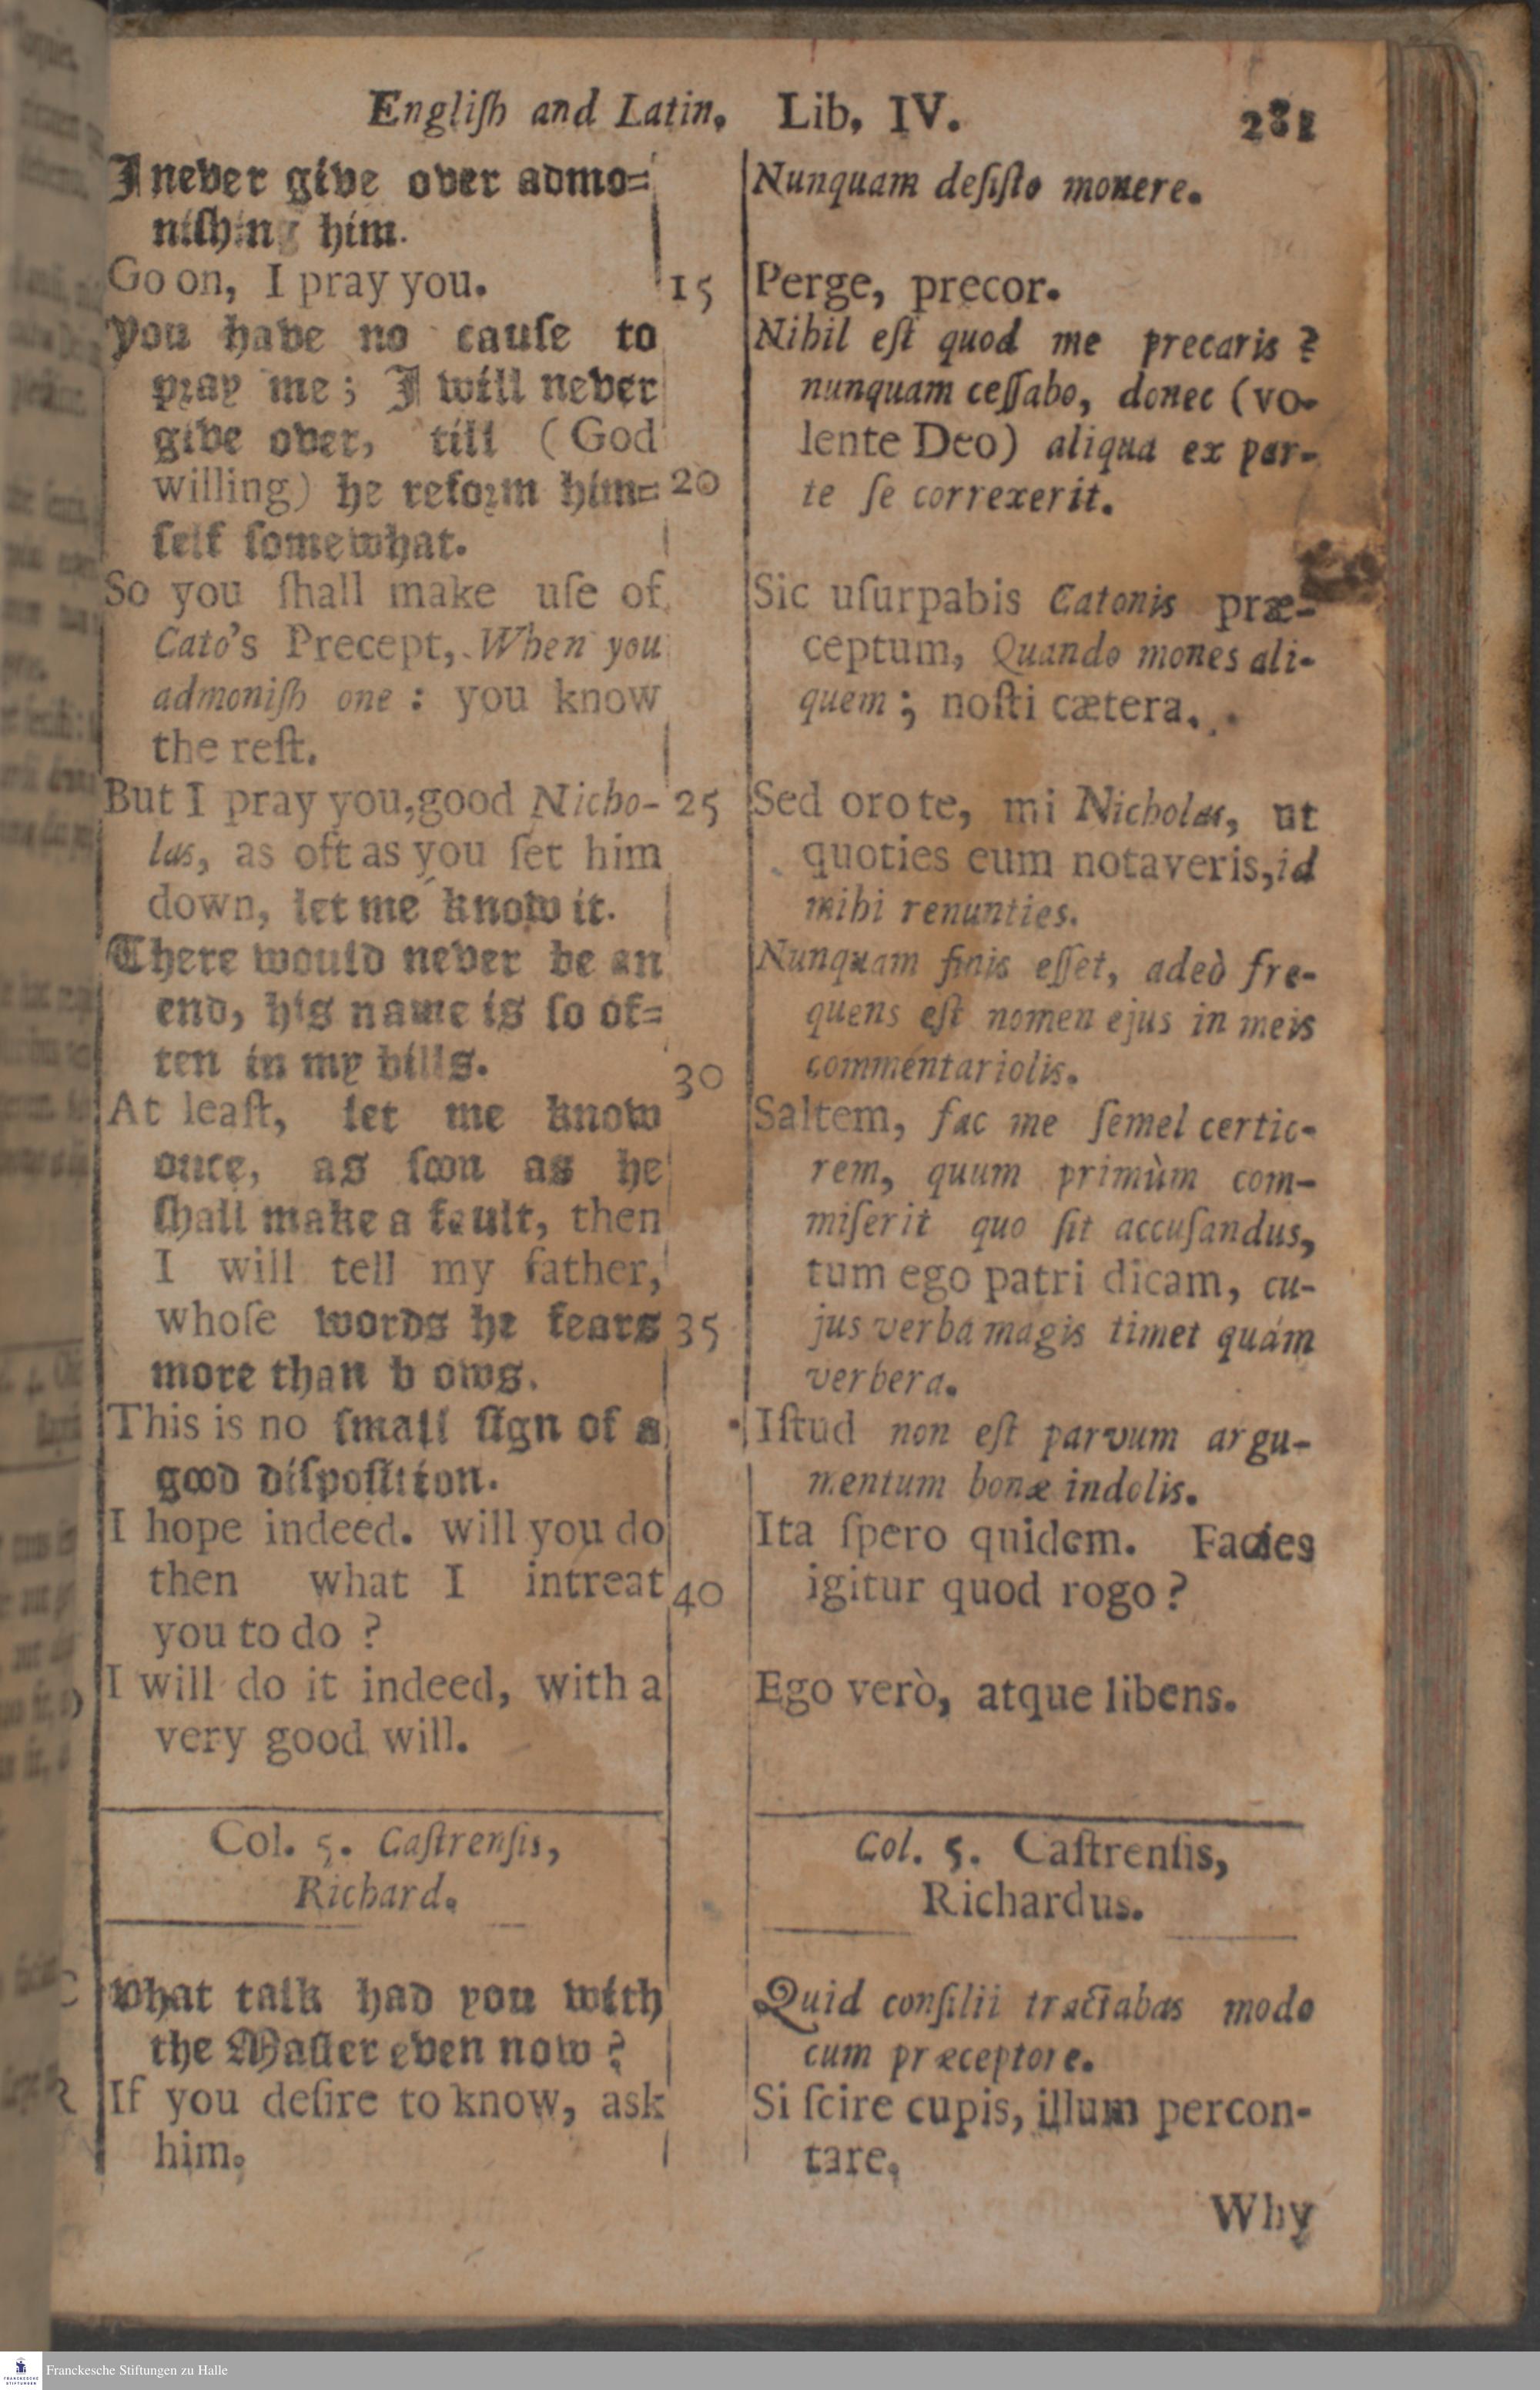 Engliſh and Latin. Lib. IV. 281
I never give over admo-
niſhing him.
Go on, I pray you.
You have no cauſe to
pray me; I will never
give over, till (God
willing) he reform him-
ſelf ſomewhat.
So you ſhall make uſe of
Cato's Precept, When you
admoniſh one: you know
the reſt.
But I pray you, good Nicho-
las, as oft as you ſet him
down, let me know it.
There would never be an
end, his name is ſo of-
ten in my bills.
At leaſt, let me know
once, as ſoon as he
ſhall make a fault, then
I will tell my father,
whoſe words he fears
more than b ows.
This is no ſmall ſign of a
good diſpoſition.
I hope indeed. will you do
then what I intreat
you to do?
I will do it indeed, with a
very good will.
Col. 5. Caſtrenſis,
Richard.
What talk had you with
the Maſter even now?
If you deſire to know, ask
him.
15
20
25
30
35
40
Nunquam deſiſto monere.
Perge, precor.
Nihil eſt quod me precaris?
nunquam ceſſabo, donec (vo-
lente Deo) aliqua ex par-
te ſe correxerit.
Sic uſurpabis Catonis præ-
ceptum, Quando mones ali-
quem; noſti cætera.
Sed oro te, mi Nicholas, ut
quoties eum notaveris, id
mihi renunties.
Nunquam finis eſſet, adeò fre-
quens eſt nomen ejus in meis
commentariolis.
Saltem, fac me ſemel certio-
rem, quum primùm com-
miſerit quo ſit accuſandus,
tum ego patri dicam, cu-
jus verba magis timet quám
verbera.
Iſtud non eſt parvum argu-
mentum bonæ indolis.
Ita ſpero quidem. Facies
igitur quod rogo?
Ego verò, atque libens.
Col. 5. Caſtrenſis,
Richardus.
Quid conſilii tractabas modo
cum præceptore.
Si ſcire cupis, illum percon-
tare.
Why
Franckesche Stiftungen zu Halle